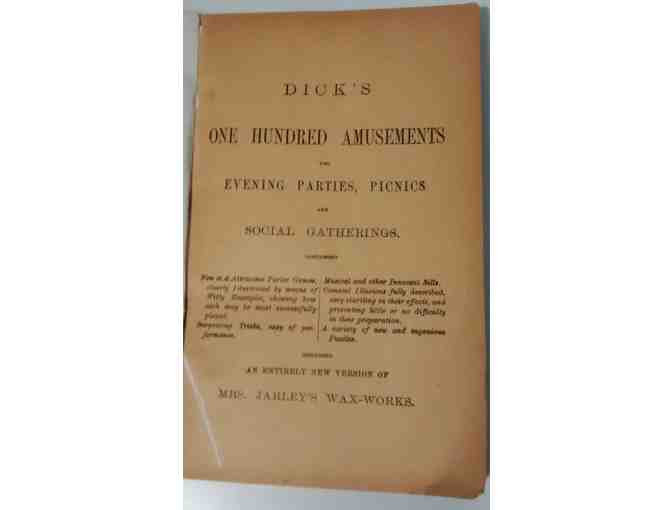 DICK'S
ONE HUNDRED AMUSEMENTS
FOR
EVENING PARTIES, PICNICS
AND
SOCIAL GATHERINGS.
CONTAINING
New and Attractive Parlor Games,
clearly Illustrated by means of
Witty Examples, showing how
each may be most successfully
played.
Surprising Tricks, easy of per-
formance.
Musical and other Innocent Sells.
Comical Illusions fully described,
very startling in their effects, and
presenting little or no difficulty
in their preparation.
A variety of new and ingenious
Puzzles.
INCLUDING
AN ENTIRELY NEW VERSION OF
MRS. JARLEY'S WAX-WORKS.